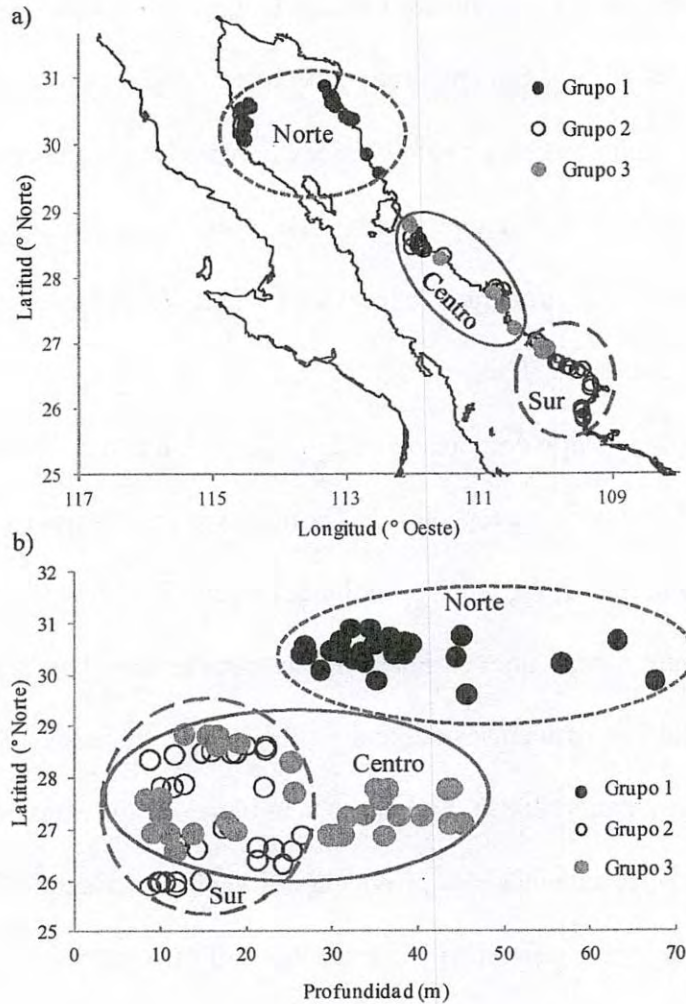 a)
31
30
29
28
27
26
25
Latitud (° Norte)
Norte
Centro
Sur
Grupo 1
Grupo 2
Grupo 3
117
115
113
111
109
Longitud (° Oeste)
b)
32
31
30
29
28
27
26
25
Latitud (° Norte)
Norte
Centro
Sur
Grupo 1
Grupo 2
Grupo 3
0
10
20
30
40
50
60
70
Profundidad (m)